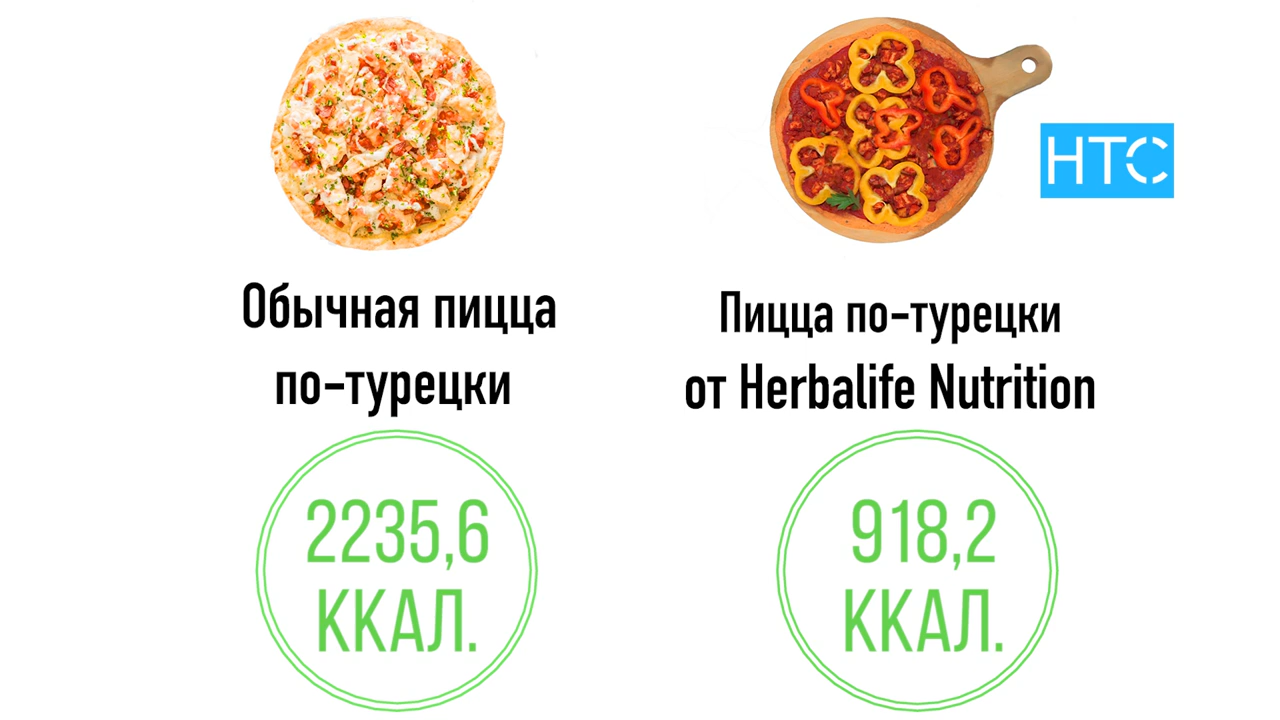 НТС
Обычная пицца
по-турецки
2235,6
ККАЛ.
Пицца по-турецки
от Herbalife Nutrition
918,2
ККАЛ.